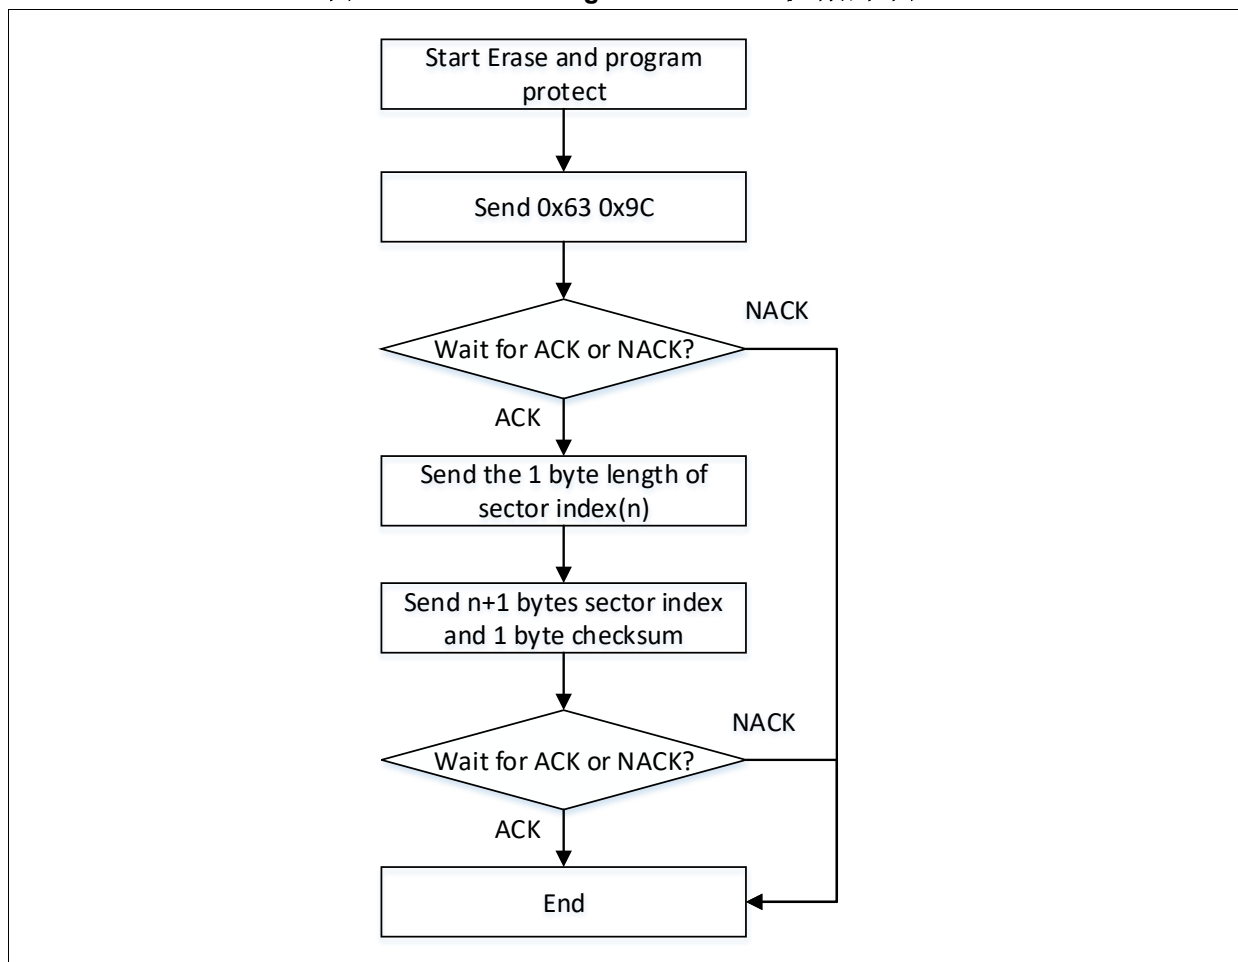 Start Erase and program
protect
Send 0x63 0x9C
NACK
Wait for ACK or NACK?
ACK
Send the 1 byte length of
sector index(n)
Send n+1 bytes sector index
and 1 byte checksum
NACK
Wait for ACK or NACK?
ACK
End